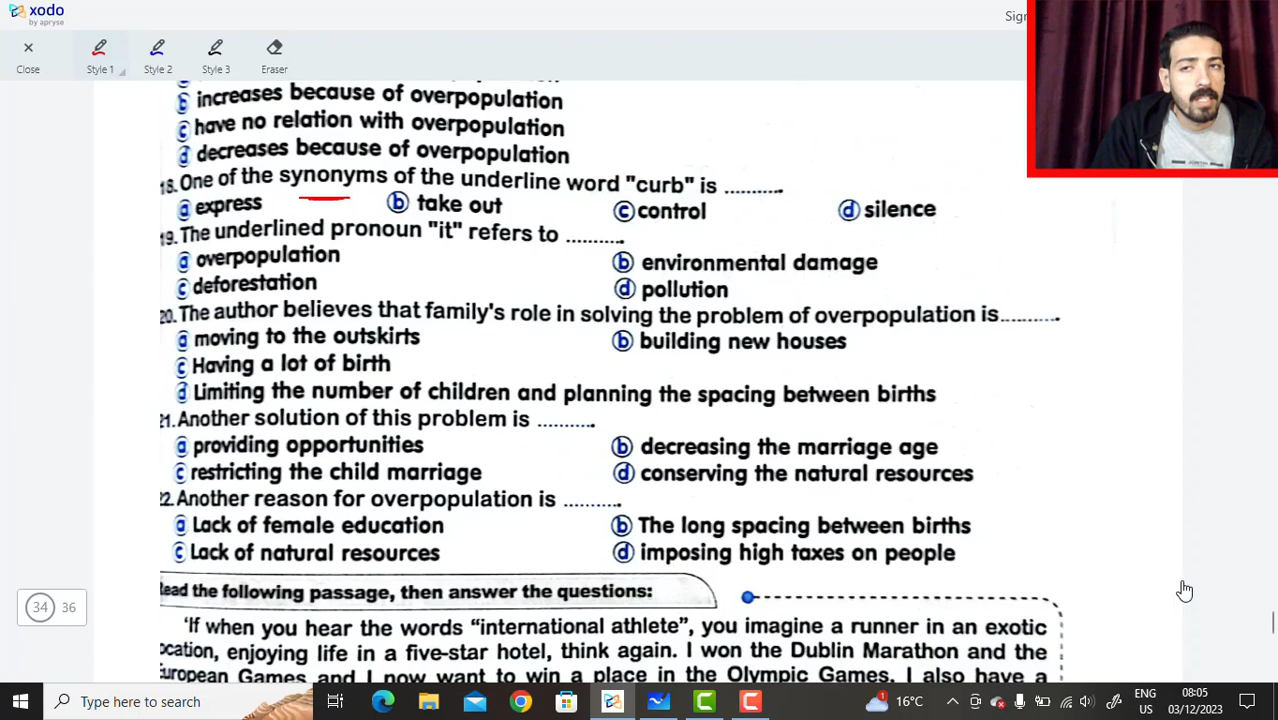 xodo
by apryse
Sign
Close
Style 1
Style 2
Style 3
Eraser
b increases because of overpopulation
c have no relation with overpopulation
d decreases because of overpopulation
18. One of the synonyms of the underline word "curb" is ..........
a express b take out c control d silence
19. The underlined pronoun "it" refers to ..........
a overpopulation b environmental damage
c deforestation d pollution
20. The author believes that family's role in solving the problem of overpopulation is..........
a moving to the outskirts b building new houses
c Having a lot of birth
d Limiting the number of children and planning the spacing between births
21. Another solution of this problem is ..........
a providing opportunities b decreasing the marriage age
c restricting the child marriage d conserving the natural resources
22. Another reason for overpopulation is ..........
a Lack of female education b The long spacing between births
c Lack of natural resources d imposing high taxes on people
Read the following passage, then answer the questions:
'If when you hear the words "international athlete", you imagine a runner in an exotic
location, enjoying life in a five-star hotel, think again. I won the Dublin Marathon and the
European Games and I now want to win a place in the Olympic Games. I also have a
34 36
Type here to search
1
16°C
ENG
US
08:05
03/12/2023